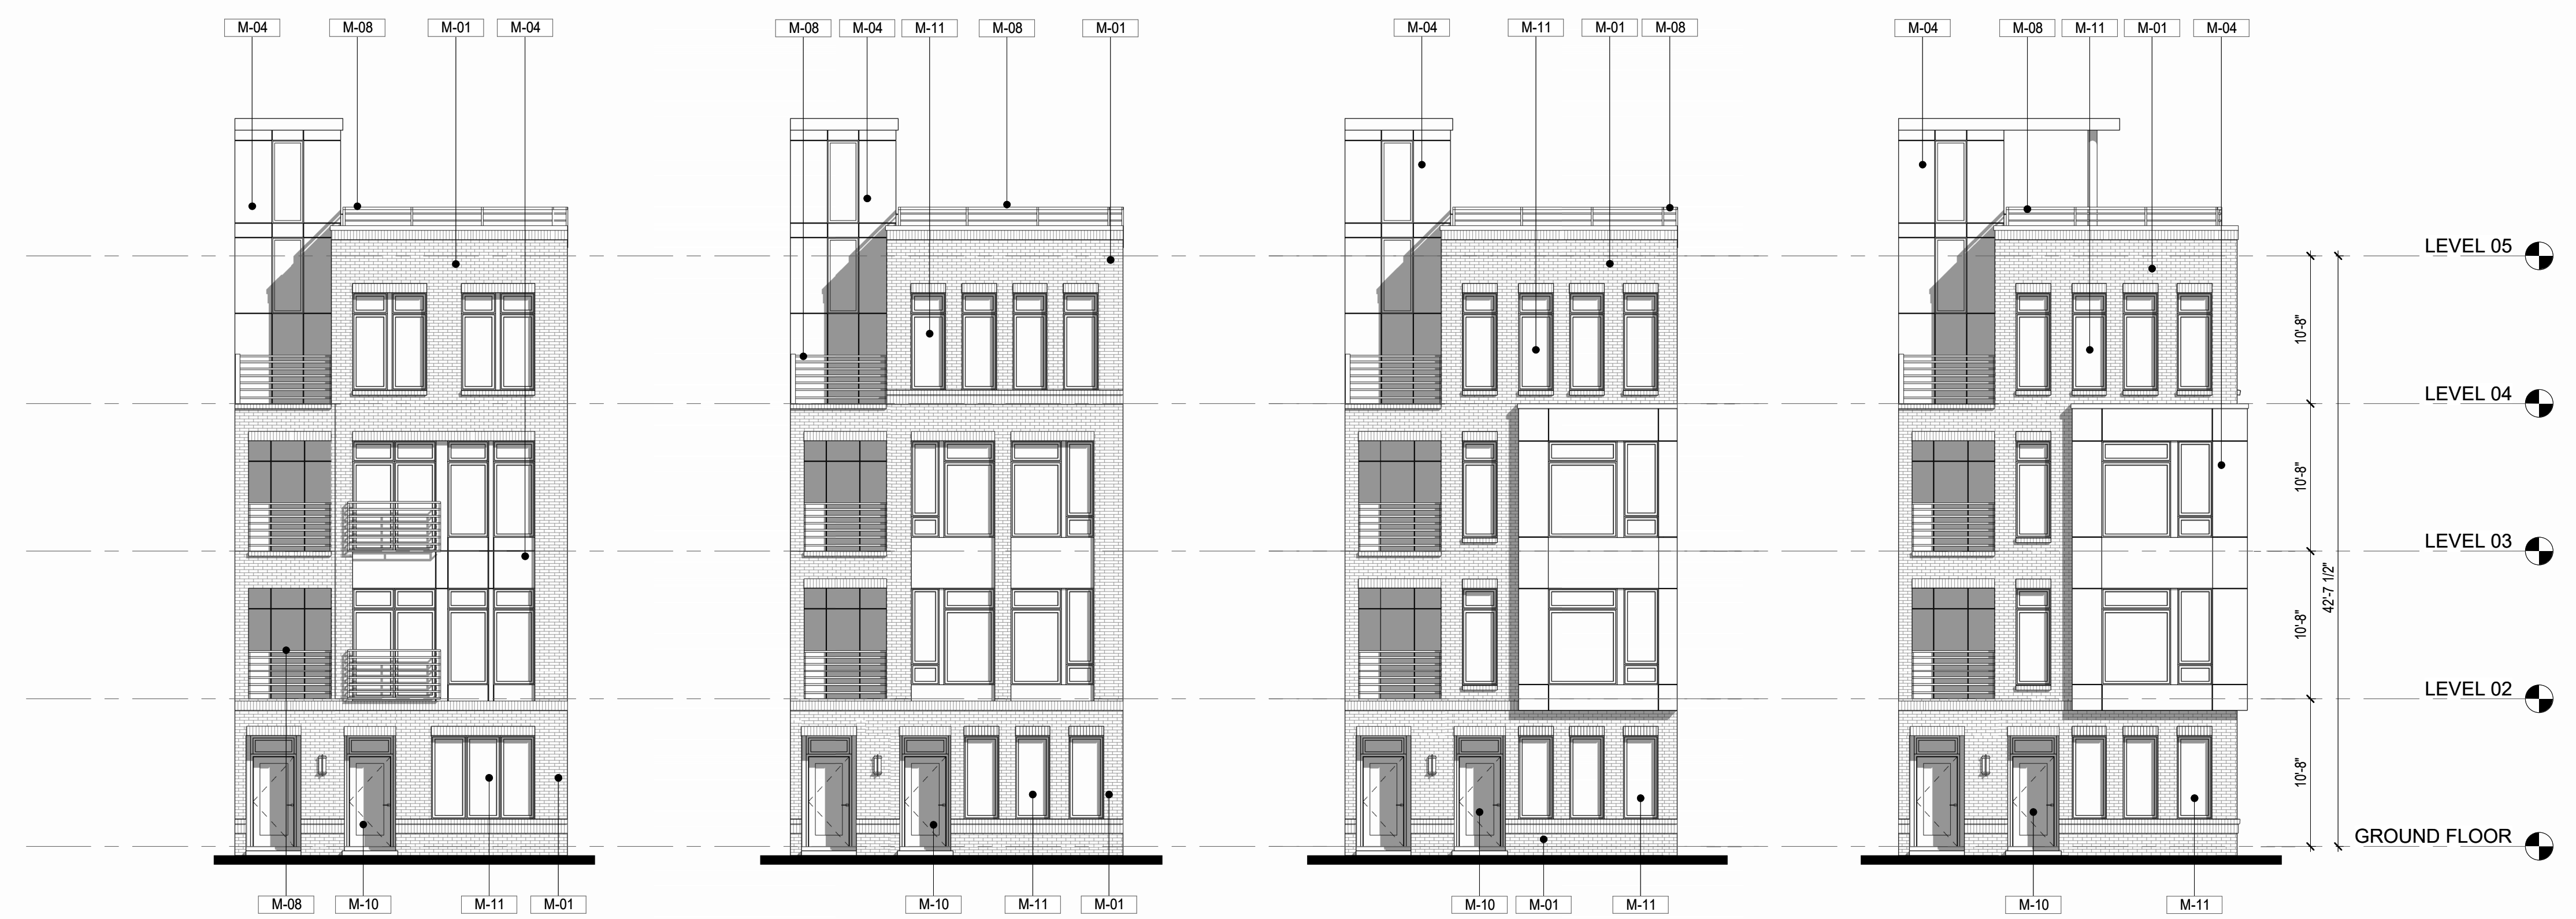 M-04 M-08 M-01 M-04 M-08 M-04 M-11 M-08 M-01 M-04 M-11 M-01 M-08 M-04 M-08 M-11 M-01 M-04
LEVEL 05
10'-8"
LEVEL 04
10'-8"
LEVEL 03
42'-7 1/2"
10'-8"
LEVEL 02
10'-8"
GROUND FLOOR
M-08 M-10 M-11 M-01 M-10 M-11 M-01 M-10 M-01 M-11 M-10 M-11